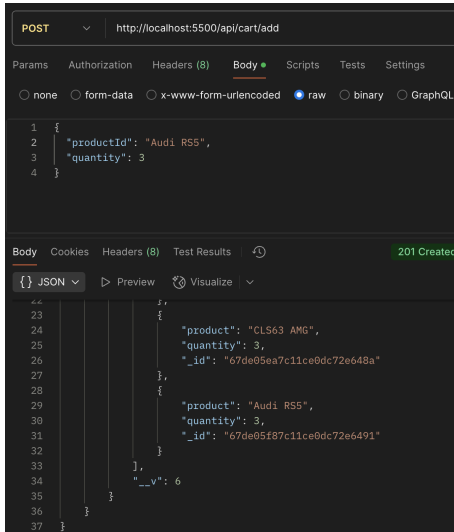 POST http://localhost:5500/api/cart/add
Params Authorization Headers (8) Body Scripts Tests Settings
none form-data x-www-form-urlencoded raw binary GraphQL
1 {
2 "productId": "Audi RS5",
3 "quantity": 3
4 }
Body Cookies Headers (8) Test Results 201 Created
{} JSON Preview Visualize
22 },
23 {
24 "product": "CLS63 AMG",
25 "quantity": 3,
26 "_id": "67de05ea7c11ce0dc72e648a"
27 },
28 {
29 "product": "Audi RS5",
30 "quantity": 3,
31 "_id": "67de05f87c11ce0dc72e6491"
32 }
33 ],
34 "__v": 6
35 }
36 }
37 }